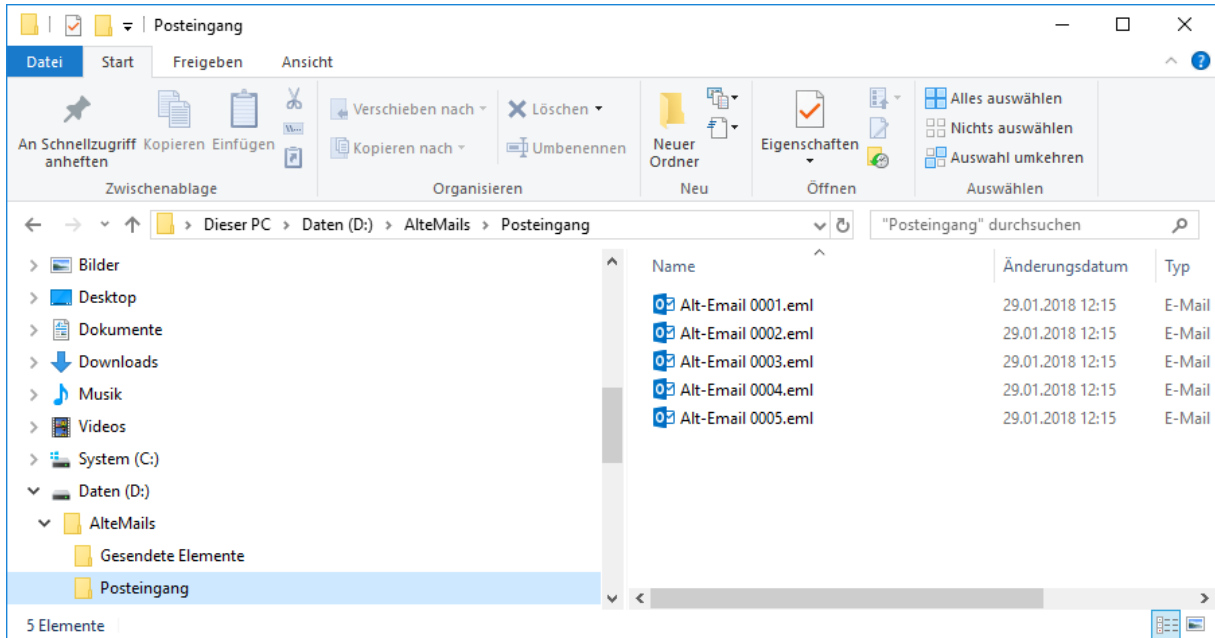 Posteingang
Datei Start Freigeben Ansicht
An Schnellzugriff anheften
Kopieren
Einfügen
Zwischenablage
Verschieben nach
Kopieren nach
Löschen
Umbenennen
Organisieren
Neuer
Ordner
Neu
Eigenschaften
Öffnen
Alles auswählen
Nichts auswählen
Auswahl umkehren
Auswählen
Dieser PC > Daten (D:) > AlteMails > Posteingang
"Posteingang" durchsuchen
Bilder
Desktop
Dokumente
Downloads
Musik
Videos
System (C:)
Daten (D:)
AlteMails
Gesendete Elemente
Posteingang
Name Änderungsdatum Typ
Alt-Email 0001.eml 29.01.2018 12:15 E-Mail
Alt-Email 0002.eml 29.01.2018 12:15 E-Mail
Alt-Email 0003.eml 29.01.2018 12:15 E-Mail
Alt-Email 0004.eml 29.01.2018 12:15 E-Mail
Alt-Email 0005.eml 29.01.2018 12:15 E-Mail
5 Elemente